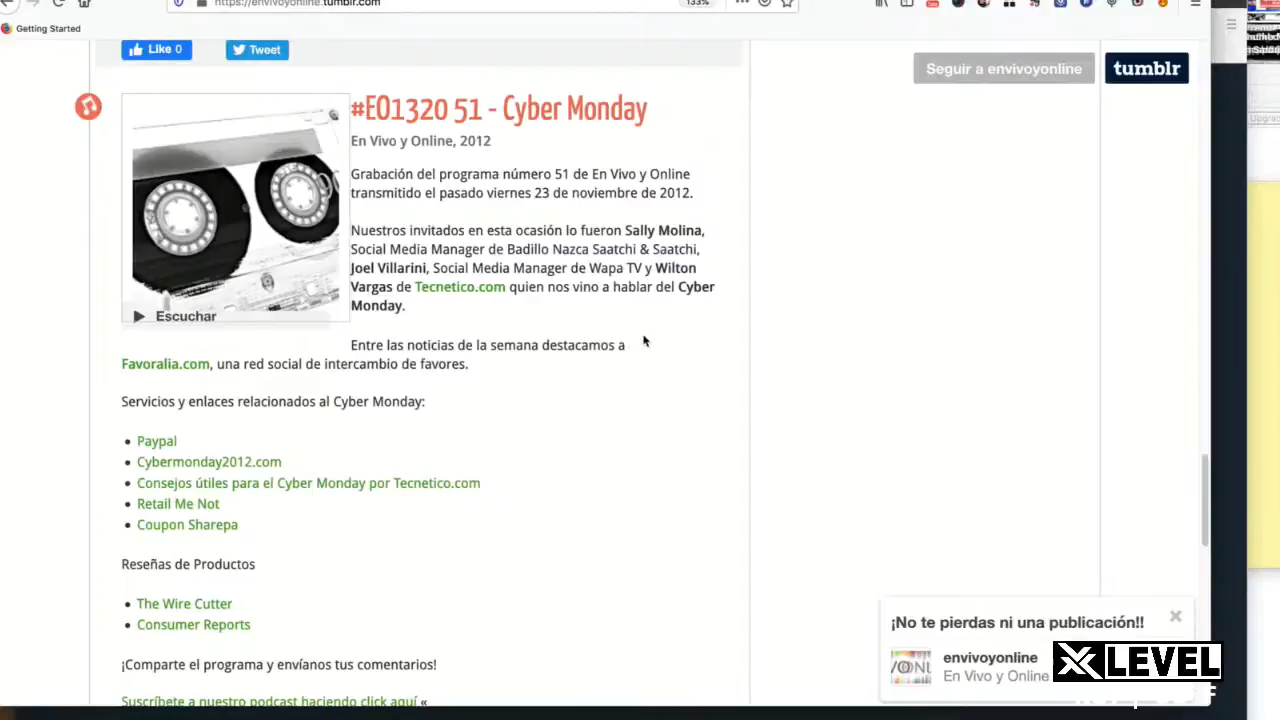 https://envivoyonline.tumblr.com
133%
Getting Started
Like 0
Tweet
Seguir a envivoyonline
tumblr
#EO1320 51 - Cyber Monday
En Vivo y Online, 2012
Grabación del programa número 51 de En Vivo y Online
transmitido el pasado viernes 23 de noviembre de 2012.
Nuestros invitados en esta ocasión lo fueron Sally Molina,
Social Media Manager de Badillo Nazca Saatchi & Saatchi,
Joel Villarini, Social Media Manager de Wapa TV y Wilton
Vargas de Tecnetico.com quien nos vino a hablar del Cyber
Monday.
Escuchar
Entre las noticias de la semana destacamos a
Favoralia.com, una red social de intercambio de favores.
Servicios y enlaces relacionados al Cyber Monday:
• Paypal
• Cybermonday2012.com
• Consejos útiles para el Cyber Monday por Tecnetico.com
• Retail Me Not
• Coupon Sharepa
Reseñas de Productos
• The Wire Cutter
• Consumer Reports
¡Comparte el programa y envíanos tus comentarios!
Suscríbete a nuestro podcast haciendo click aquí «
¡No te pierdas ni una publicación!!
envivoyonline
En Vivo y Online
X LEVEL